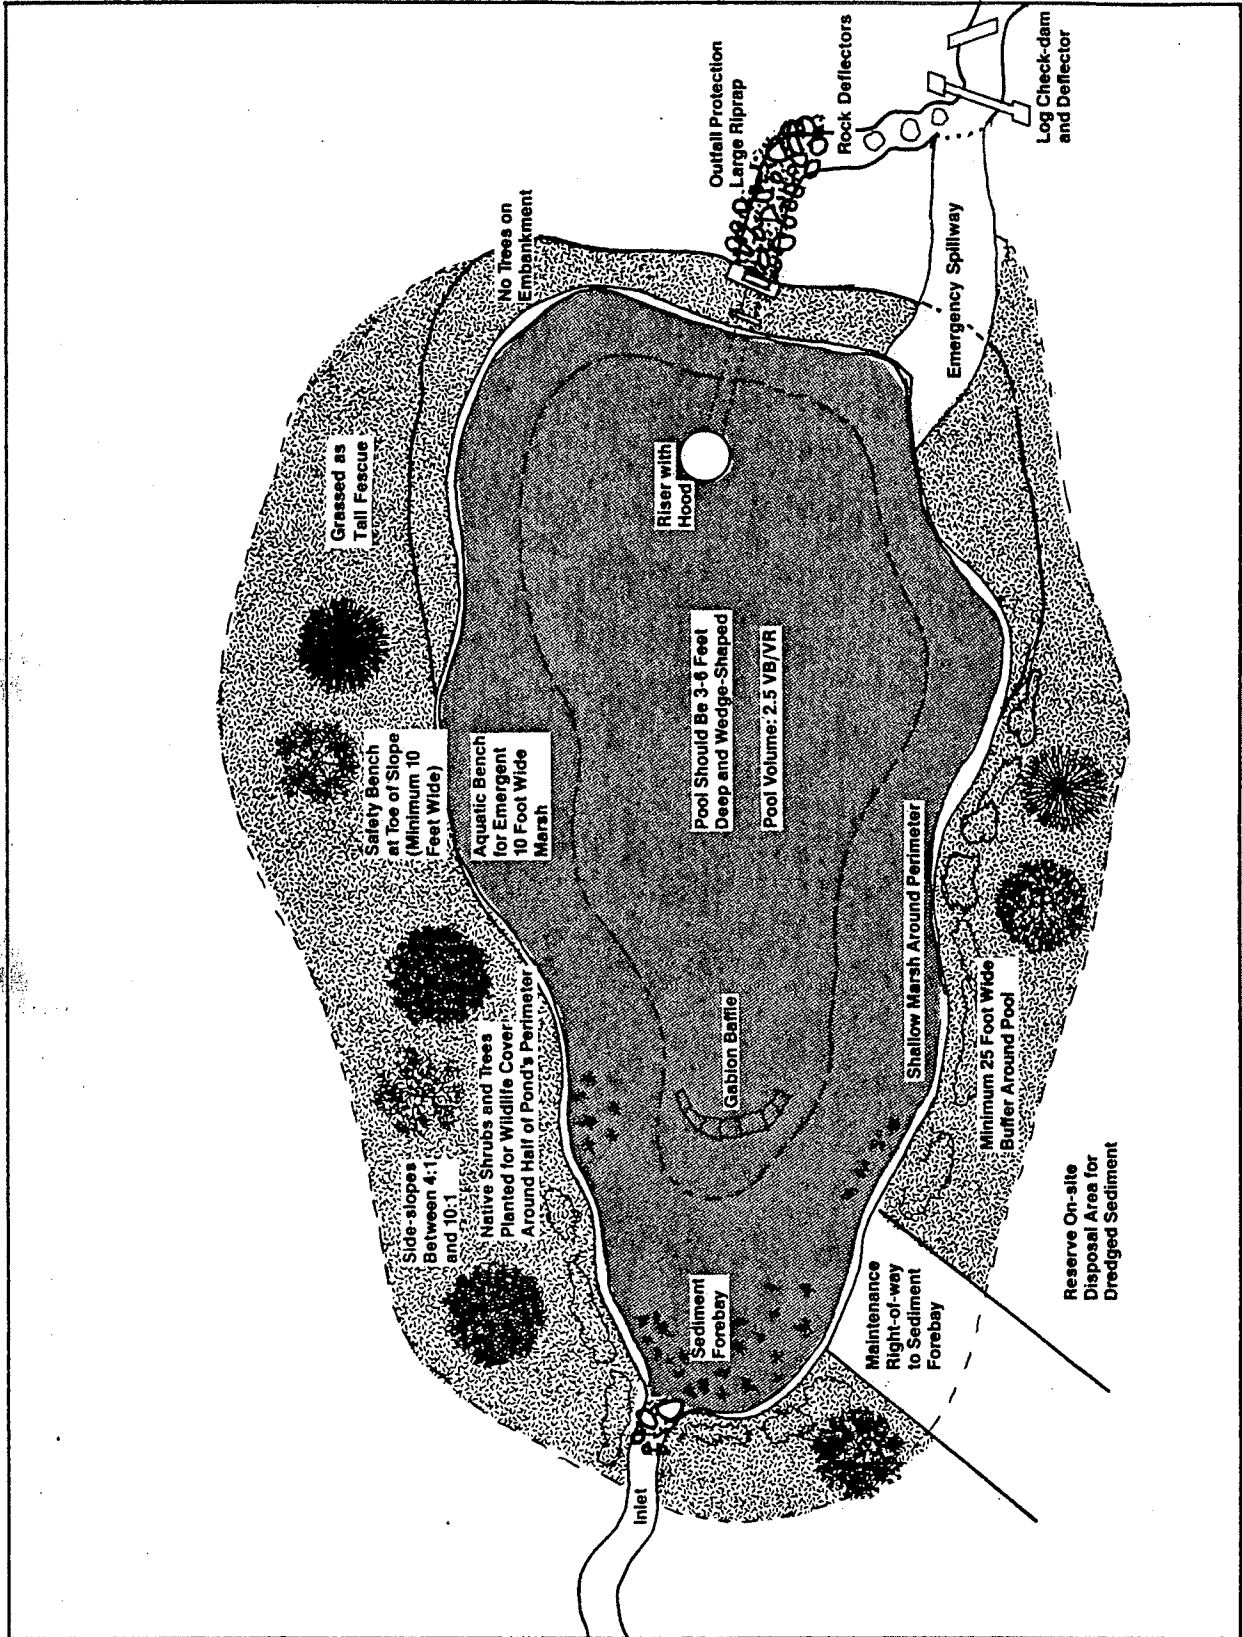 Inlet
Sediment
Forebay
Maintenance
Right-of-way
to Sediment
Forebay
Reserve On-site
Disposal Area for
Dredged Sediment
Side-slopes
Between 4:1
and 10:1
Native Shrubs and Trees
Planted for Wildlife Cover
Around Half of Pond's Perimeter
Gabion Baffle
Shallow Marsh Around Perimeter
Minimum 25 Foot Wide
Buffer Around Pool
Safety Bench
at Toe of Slope
(Minimum 10
Feet Wide)
Aquatic Bench
for Emergent
10 Foot Wide
Marsh
Pool Should Be 3-6 Feet
Deep and Wedge-Shaped
Pool Volume: 2.5 VB/VR
Grassed as
Tall Fescue
Riser with
Hood
No Trees on
Embankment
Emergency Spillway
Outfall Protection
Large Riprap
Rock Deflectors
Log Check-dam
and Deflector